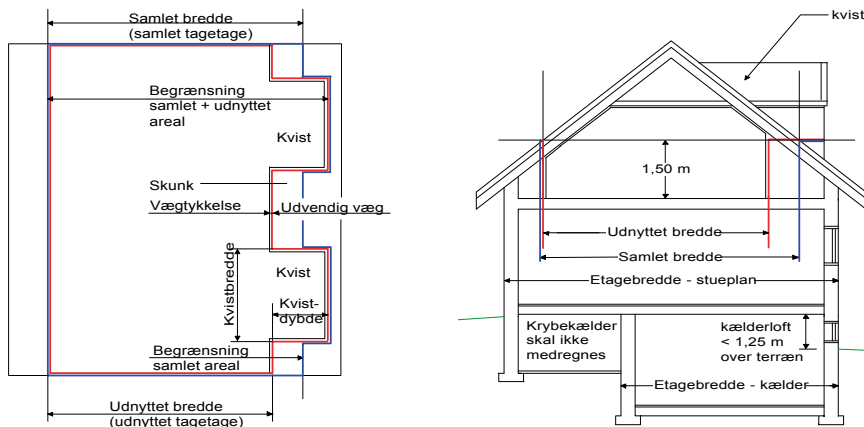 Samlet bredde
(samlet tagetage)
Begrænsning
samlet + udnyttet
areal
Kvist
Skunk
Vægtykkelse
Udvendig væg
Kvistbredde
Kvist
Kvist-
dybde
Begrænsning
samlet areal
Udnyttet bredde
(udnyttet tagetage)
kvist
1,50 m
Udnyttet bredde
Samlet bredde
Etagebredde - stueplan
Krybekælder
skal ikke
medregnes
kælderloft
< 1,25 m
over terræn
Etagebredde - kælder